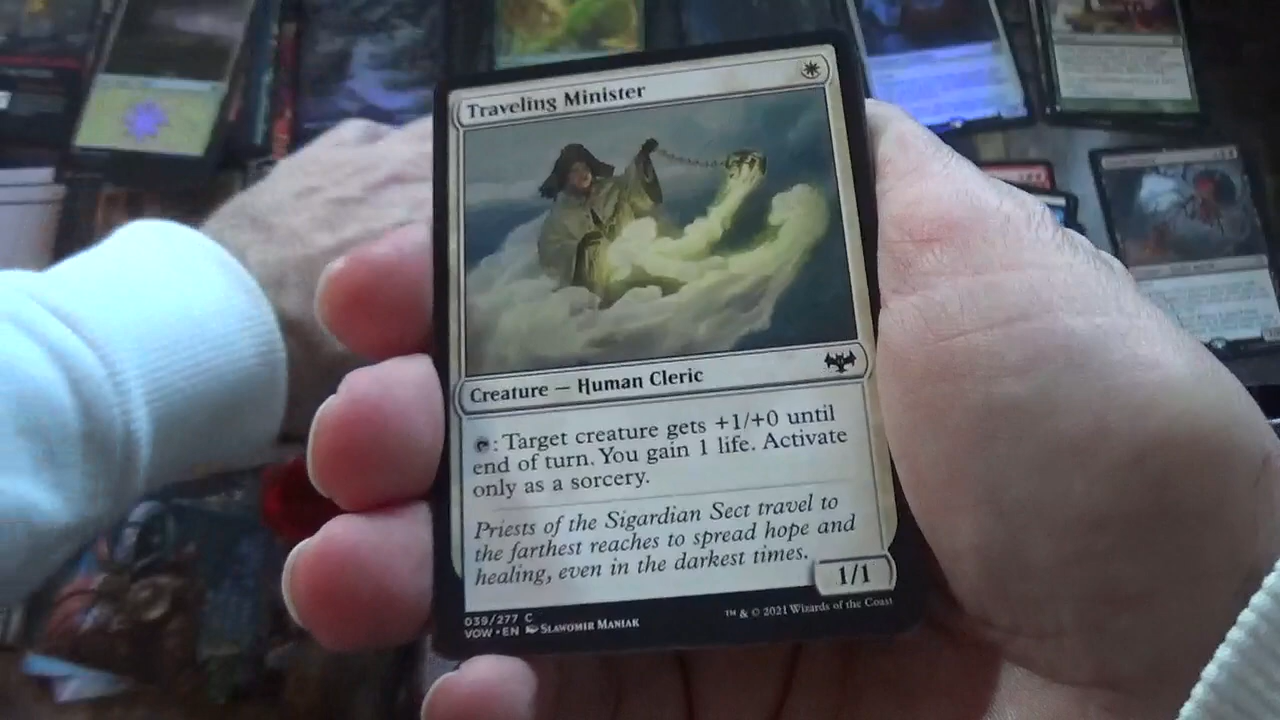 Traveling Minister
Creature — Human Cleric
: Target creature gets +1/+0 until
end of turn. You gain 1 life. Activate
only as a sorcery.
Priests of the Sigardian Sect travel to
the farthest reaches to spread hope and
healing, even in the darkest times.
1/1
039/277 C
VOW • EN SLAWOMIR MANIAK
™ & © 2021 Wizards of the Coast